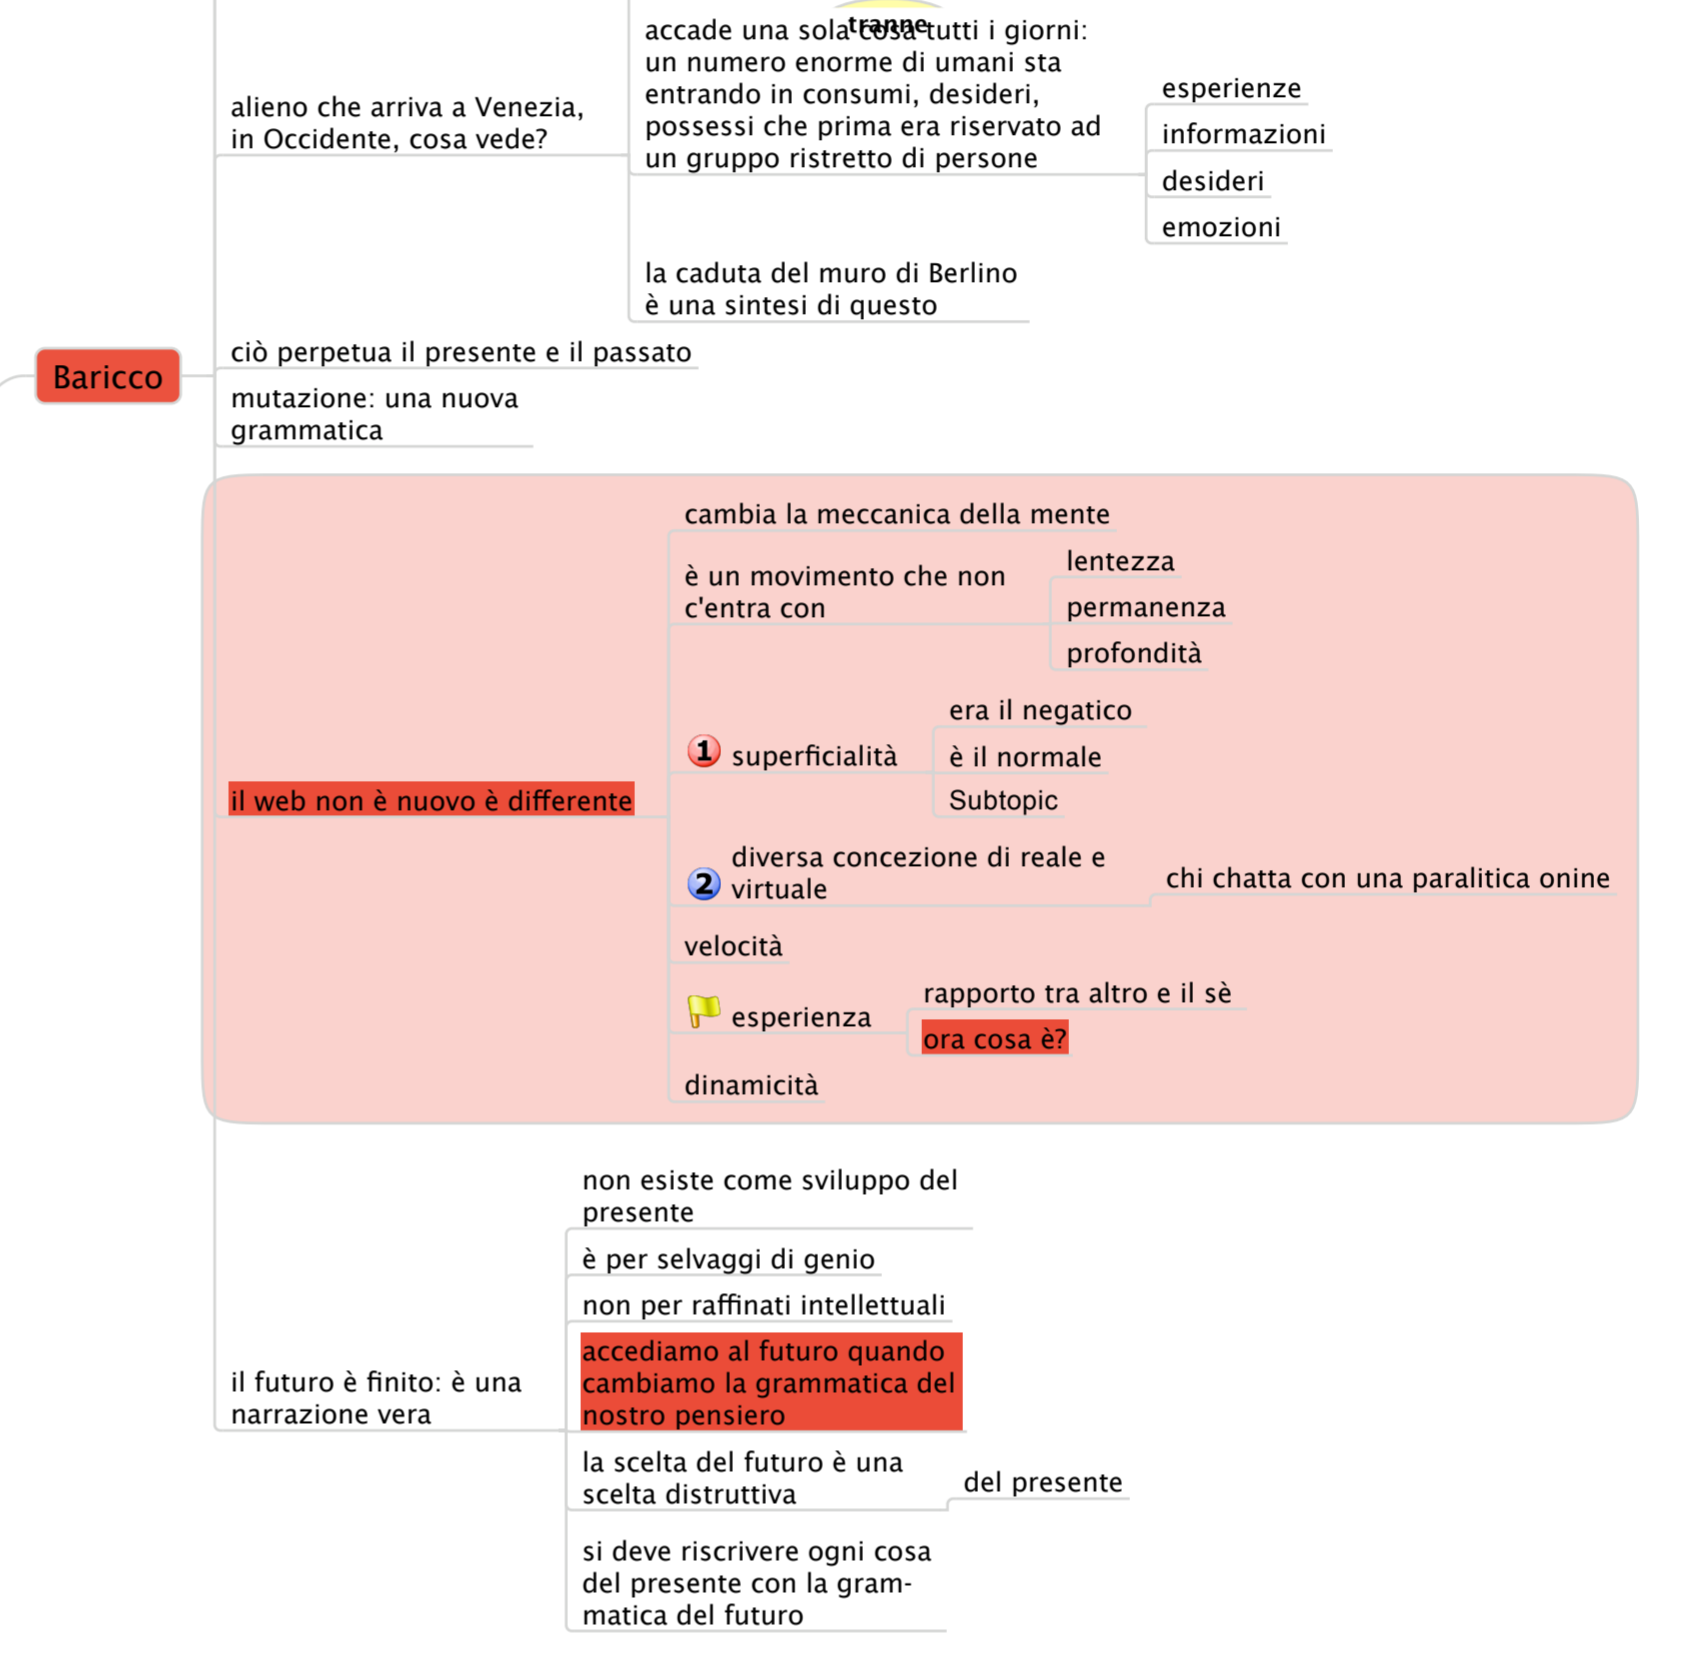 tranne
accade una sola cosa tutti i giorni:
un numero enorme di umani sta
entrando in consumi, desideri,
possessi che prima era riservato ad
un gruppo ristretto di persone
alieno che arriva a Venezia,
in Occidente, cosa vede?
esperienze
informazioni
desideri
emozioni
la caduta del muro di Berlino
è una sintesi di questo
Baricco
ciò perpetua il presente e il passato
mutazione: una nuova
grammatica
cambia la meccanica della mente
è un movimento che non
c'entra con
lentezza
permanenza
profondità
1 superficialità
era il negatico
è il normale
Subtopic
il web non è nuovo è differente
2 diversa concezione di reale e
virtuale
chi chatta con una paralitica onine
velocità
esperienza
rapporto tra altro e il sè
ora cosa è?
dinamicità
non esiste come sviluppo del
presente
è per selvaggi di genio
non per raffinati intellettuali
accediamo al futuro quando
cambiamo la grammatica del
nostro pensiero
il futuro è finito: è una
narrazione vera
la scelta del futuro è una
scelta distruttiva
del presente
si deve riscrivere ogni cosa
del presente con la gram-
matica del futuro